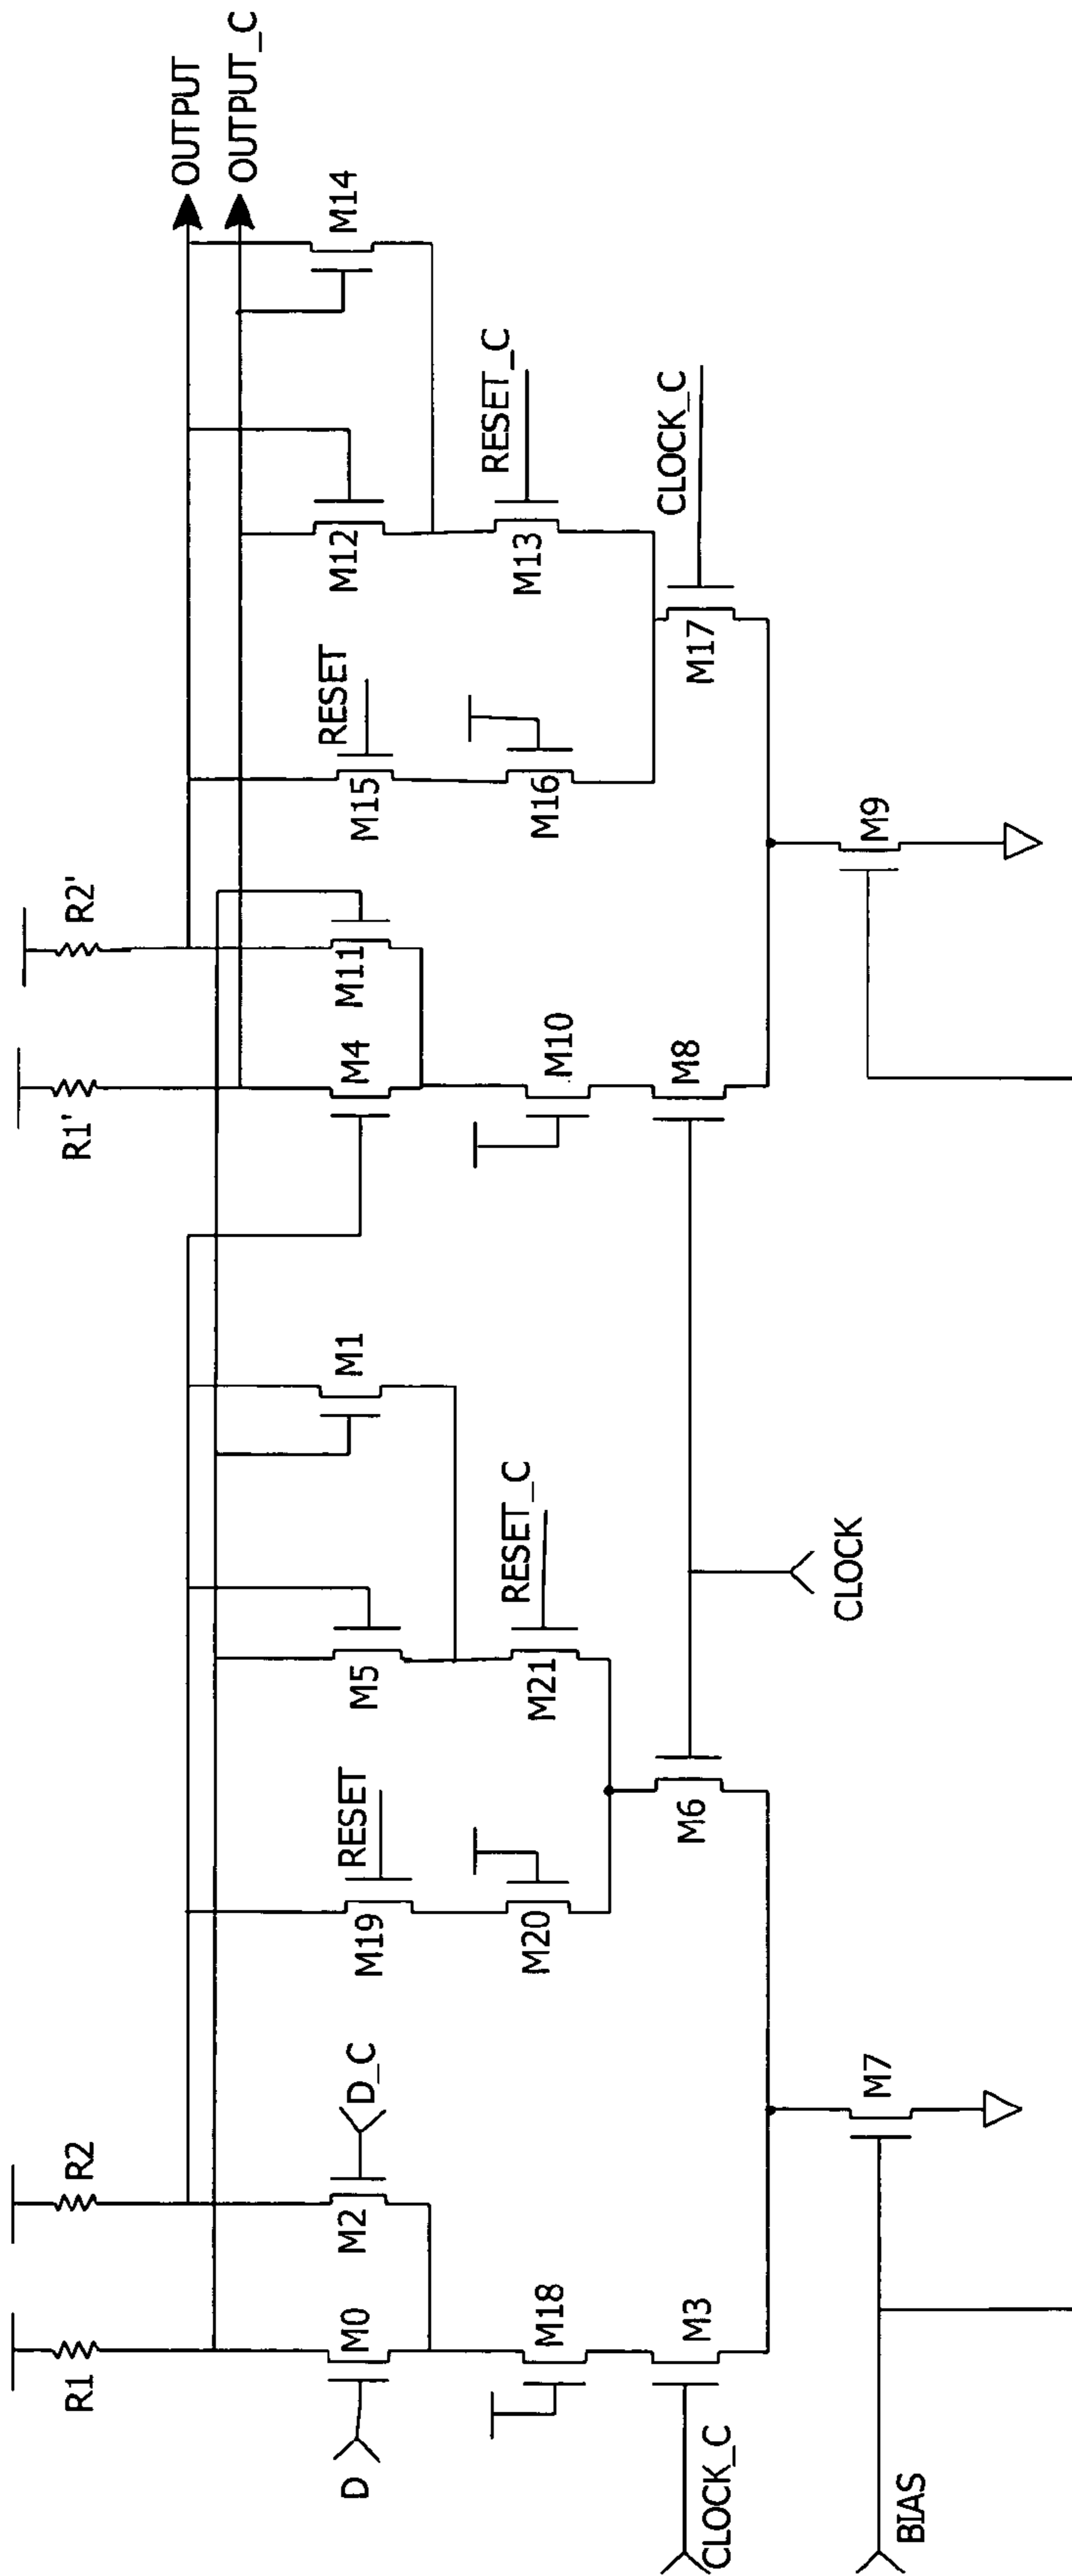 R1
R2
R1'
R2'
OUTPUT
OUTPUT_C
D
M0
M2
D_C
M19
RESET
M5
M1
M4
M11
M15
RESET
M12
M14
M18
M20
M21
RESET_C
M10
M16
M13
RESET_C
CLOCK_C
M3
M6
M8
M17
CLOCK_C
CLOCK
BIAS
M7
M9